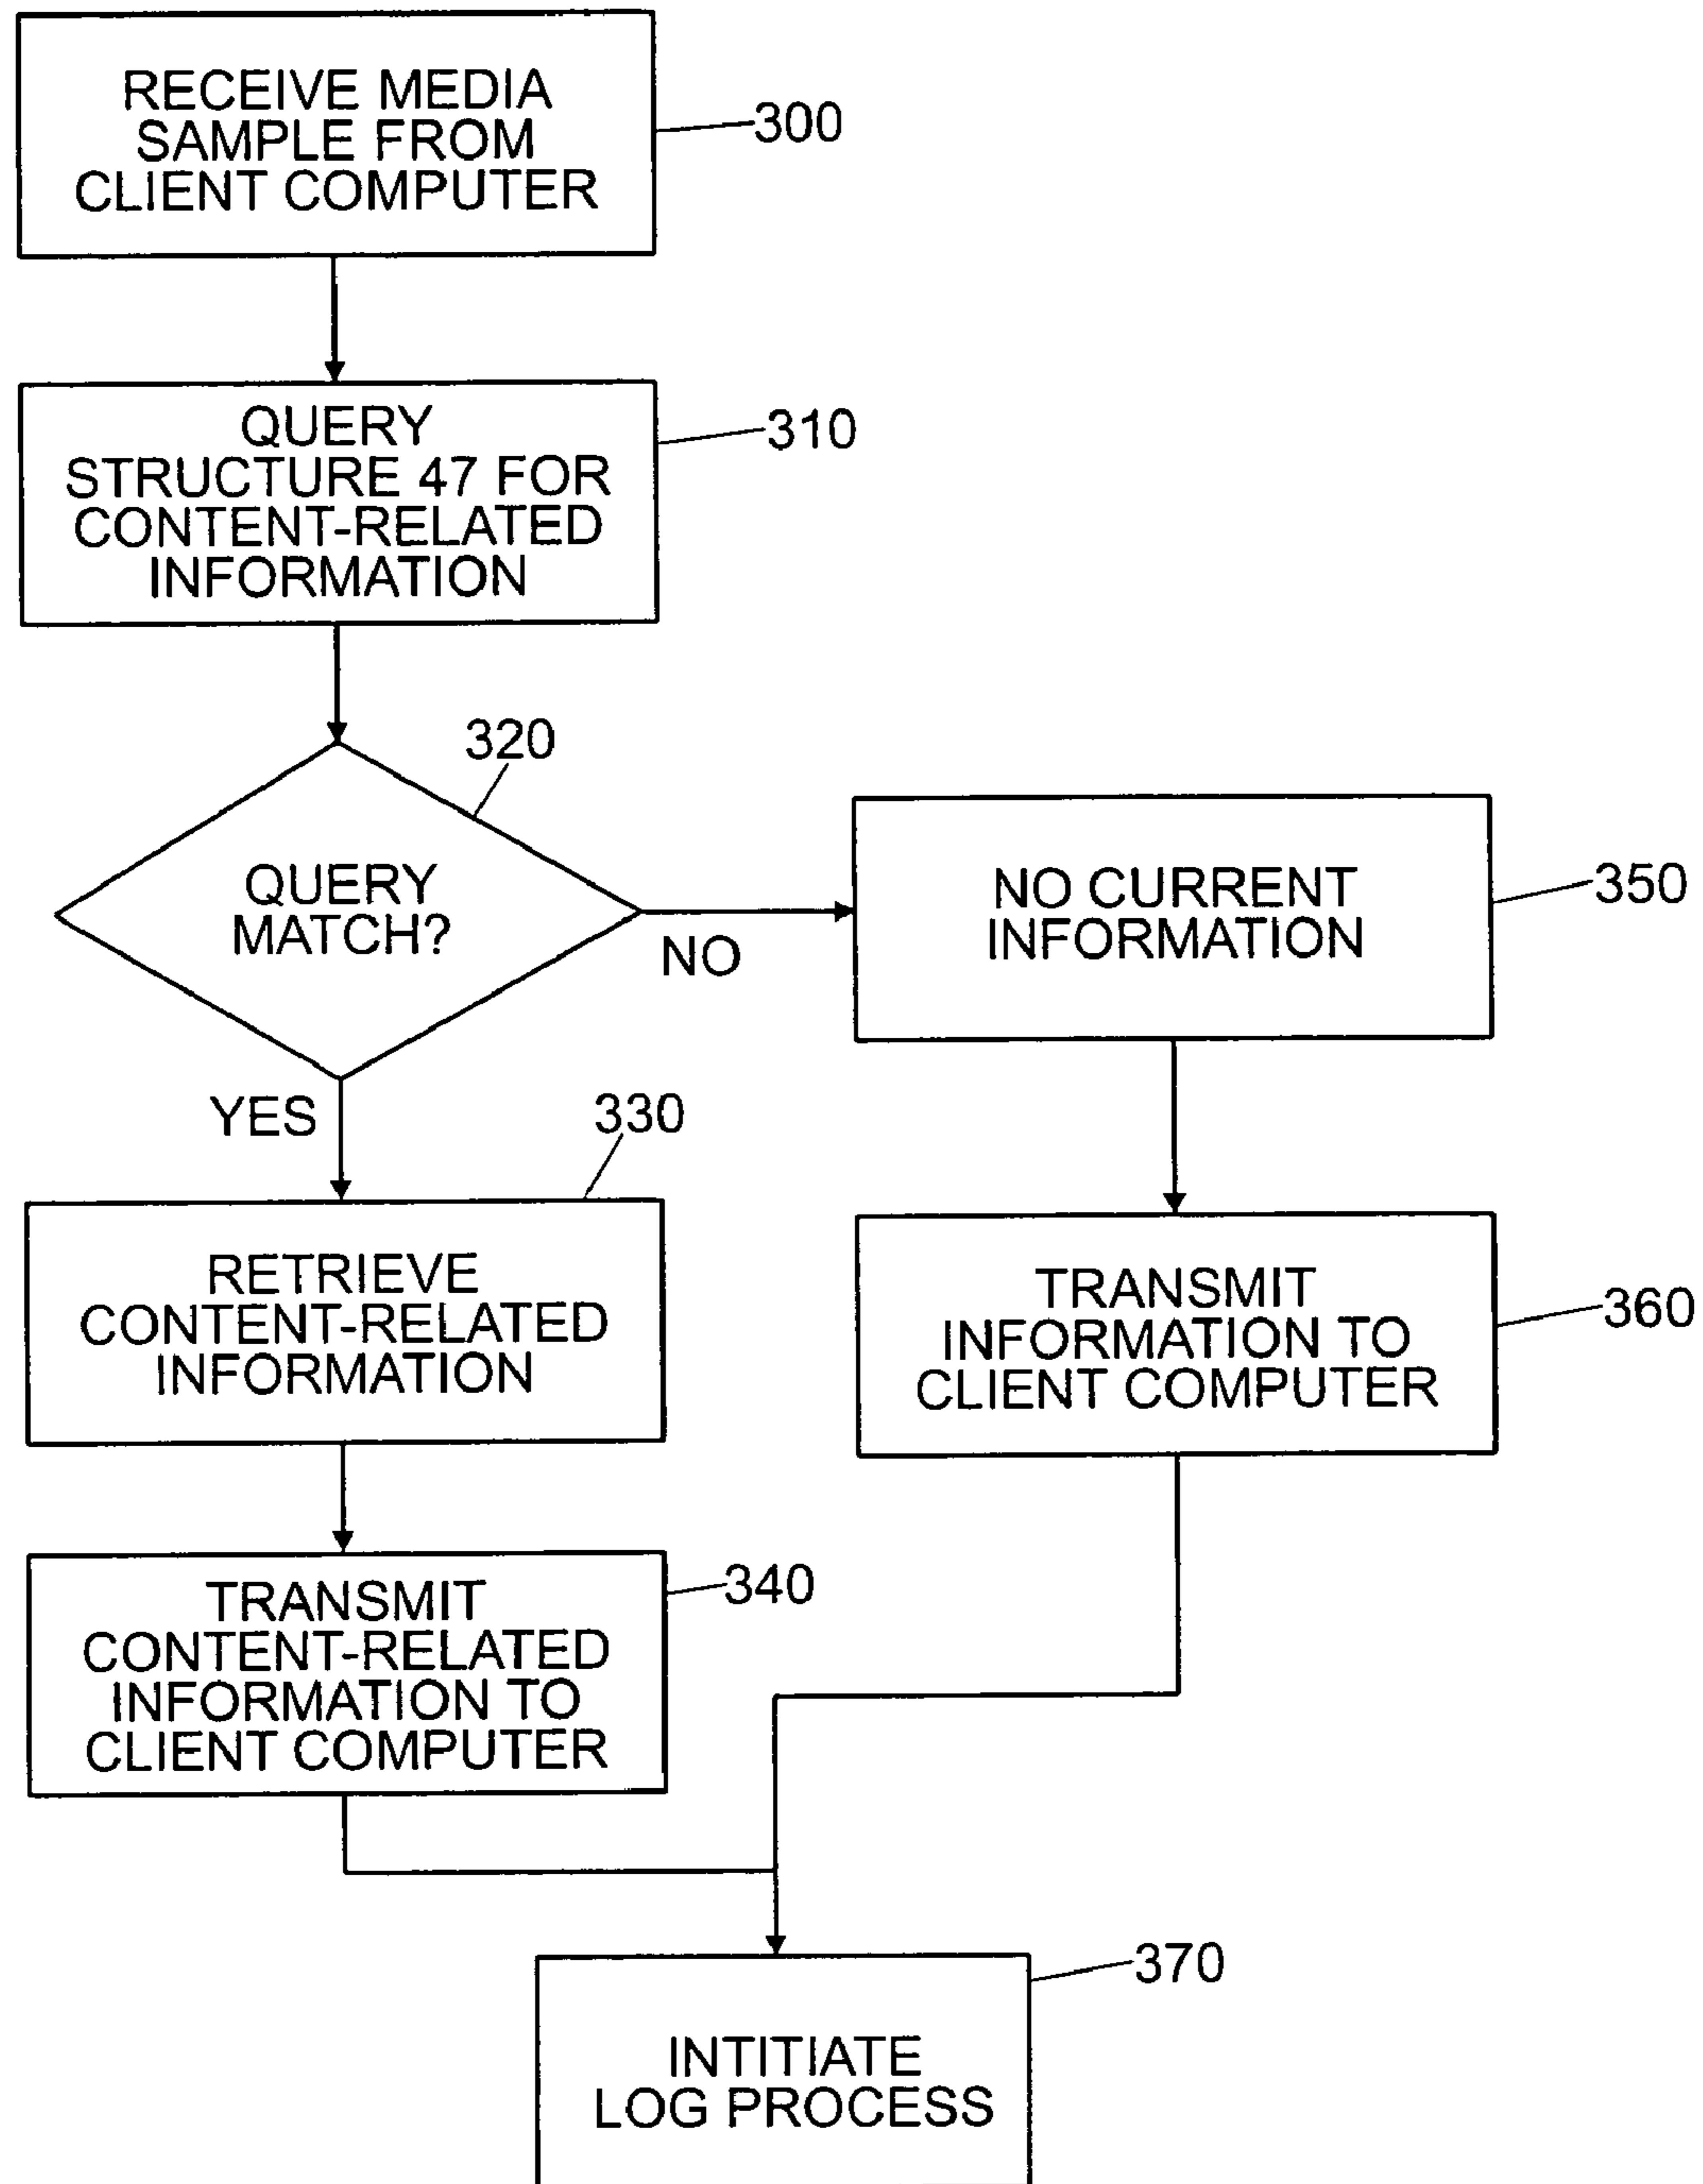 RECEIVE MEDIA
SAMPLE FROM
CLIENT COMPUTER
300
QUERY
STRUCTURE 47 FOR
CONTENT-RELATED
INFORMATION
310
320
QUERY
MATCH?
NO
YES
NO CURRENT
INFORMATION
350
330
RETRIEVE
CONTENT-RELATED
INFORMATION
TRANSMIT
INFORMATION TO
CLIENT COMPUTER
360
TRANSMIT
CONTENT-RELATED
INFORMATION TO
CLIENT COMPUTER
340
370
INTITIATE
LOG PROCESS